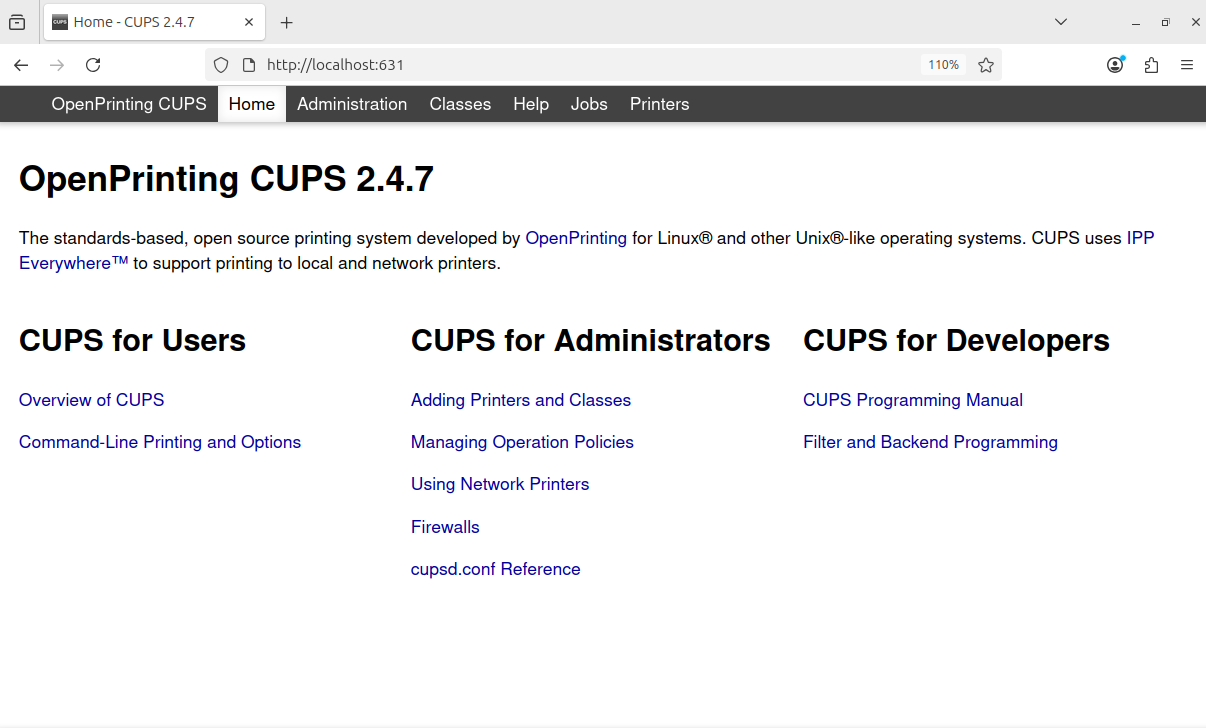 CUPS Home - CUPS 2.4.7
http://localhost:631 110%
OpenPrinting CUPS Home Administration Classes Help Jobs Printers
OpenPrinting CUPS 2.4.7
The standards-based, open source printing system developed by OpenPrinting for Linux® and other Unix®-like operating systems. CUPS uses IPP
Everywhere™ to support printing to local and network printers.
CUPS for Users
Overview of CUPS
Command-Line Printing and Options
CUPS for Administrators
Adding Printers and Classes
Managing Operation Policies
Using Network Printers
Firewalls
cupsd.conf Reference
CUPS for Developers
CUPS Programming Manual
Filter and Backend Programming